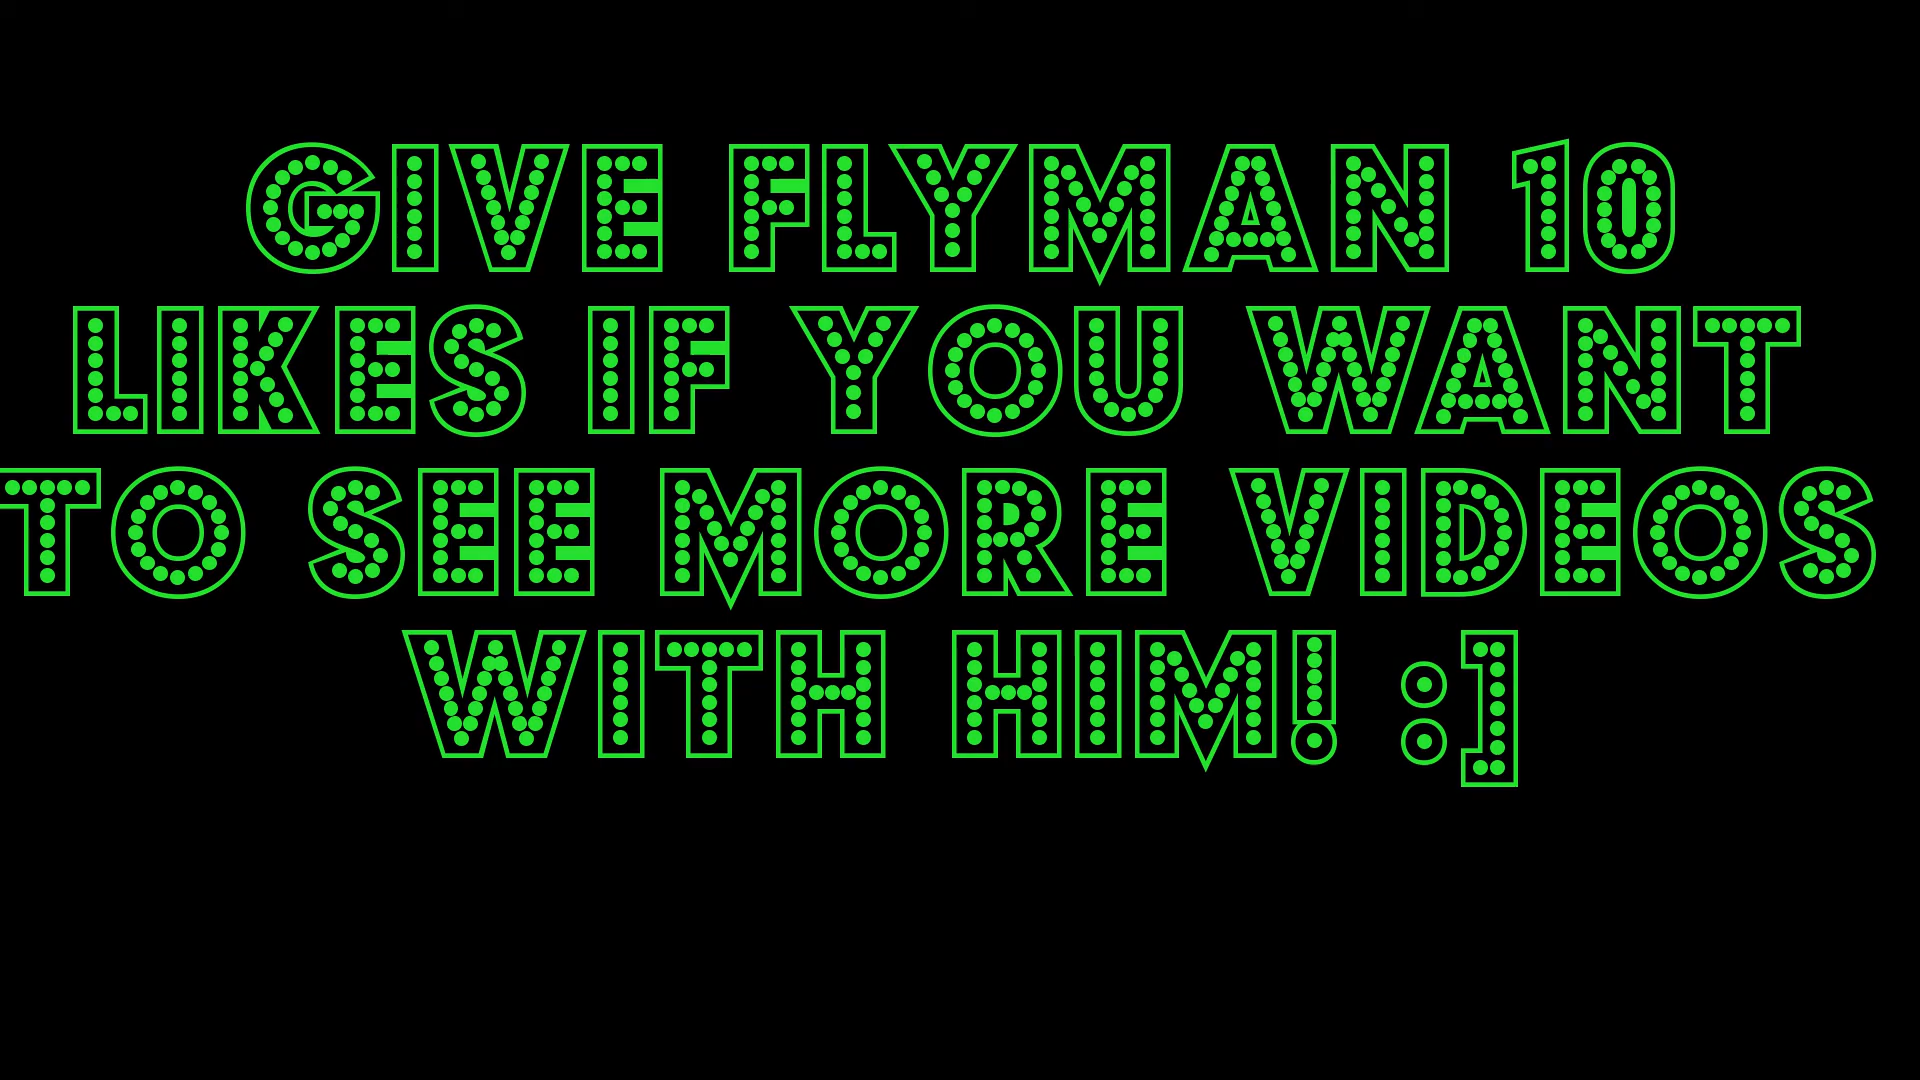 GIVE FLYMAN 10
LIKES IF YOU WANT
TO SEE MORE VIDEOS
WITH HIM! :]